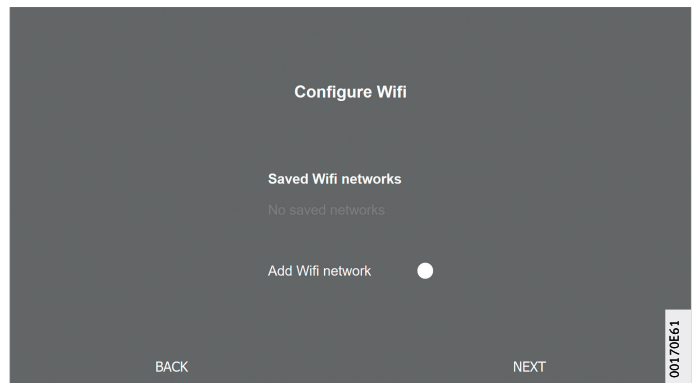 Configure Wifi
Saved Wifi networks
No saved networks
Add Wifi network
BACK
NEXT
00170E61